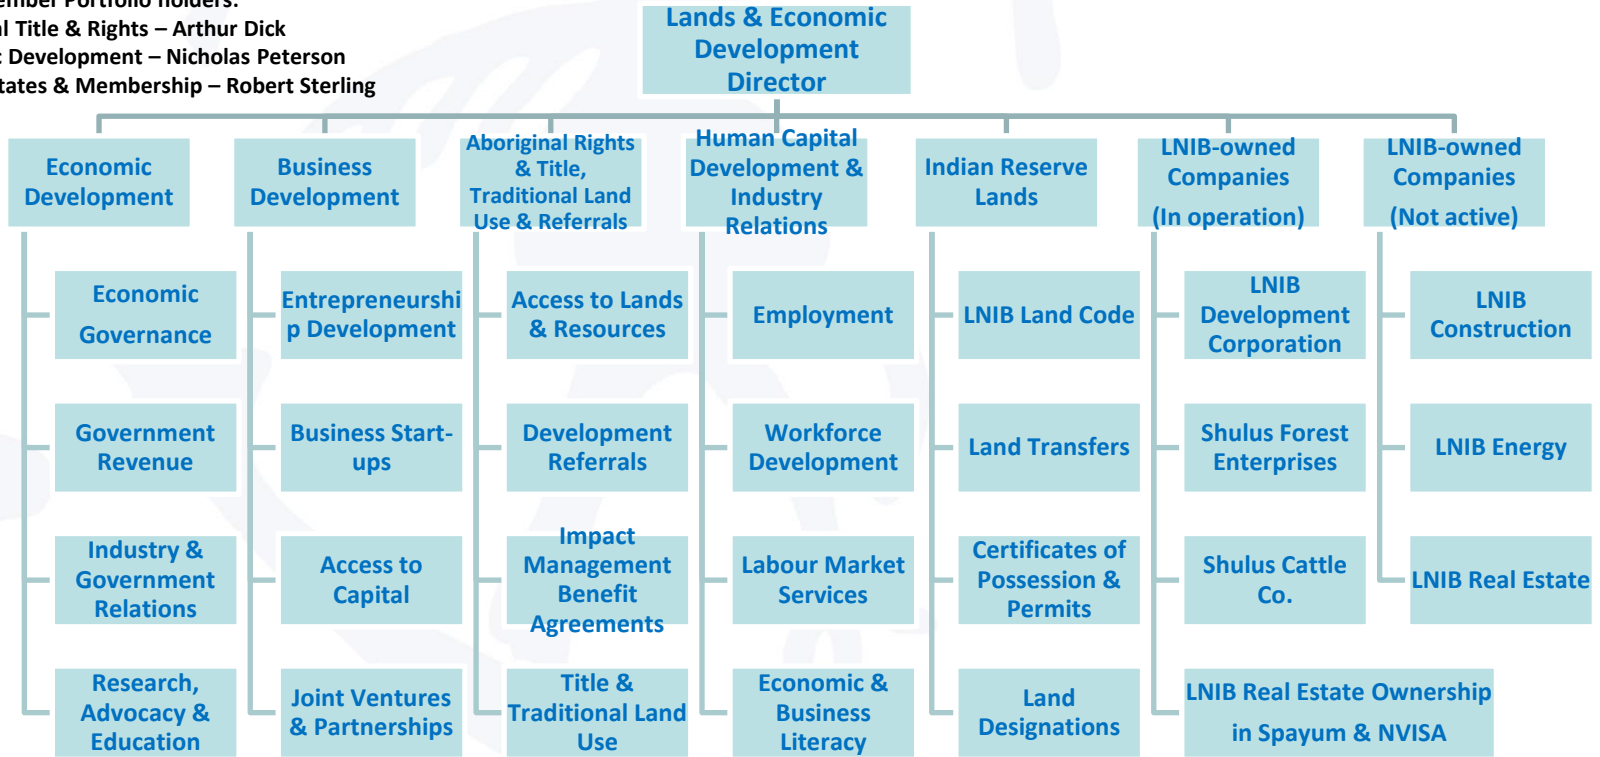 Portfolio holders:
Title & Rights – Arthur Dick
Development – Nicholas Peterson
& Membership – Robert Sterling
Lands & Economic
Development
Director
Economic
Development
Business
Development
Aboriginal Rights
& Title,
Traditional Land
Use & Referrals
Human Capital
Development &
Industry
Relations
Indian Reserve
Lands
LNIB-owned
Companies
(In operation)
LNIB-owned
Companies
(Not active)
Economic
Governance
Entrepreneurshi
p Development
Access to Lands
& Resources
Employment
LNIB Land Code
LNIB
Development
Corporation
LNIB
Construction
Government
Revenue
Business Start-
ups
Development
Referrals
Workforce
Development
Land Transfers
Shulus Forest
Enterprises
LNIB Energy
Industry &
Government
Relations
Access to
Capital
Impact
Management
Benefit
Agreements
Labour Market
Services
Certificates of
Possession &
Permits
Shulus Cattle
Co.
LNIB Real Estate
Research,
Advocacy &
Education
Joint Ventures
& Partnerships
Title &
Traditional Land
Use
Economic &
Business
Literacy
Land
Designations
LNIB Real Estate Ownership
in Spayum & NVISA